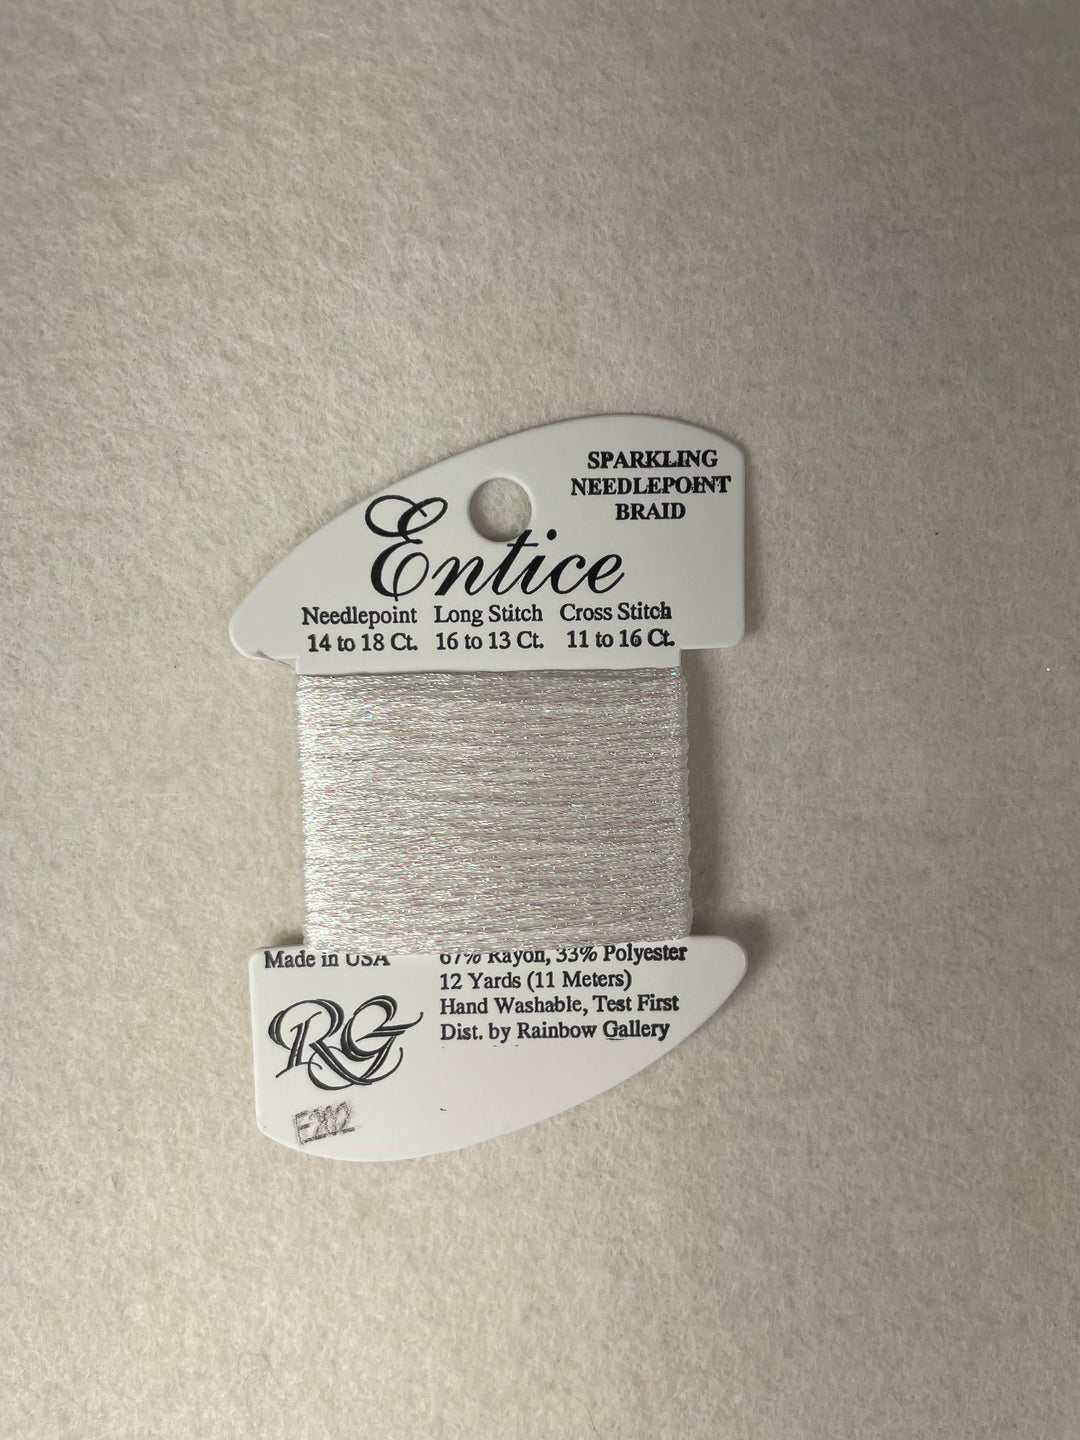 SPARKLING
NEEDLEPOINT
BRAID
Entice
Needlepoint Long Stitch Cross Stitch
14 to 18 Ct. 16 to 13 Ct. 11 to 16 Ct.
Made in USA
67% Rayon, 33% Polyester
12 Yards (11 Meters)
Hand Washable, Test First
Dist. by Rainbow Gallery
RG